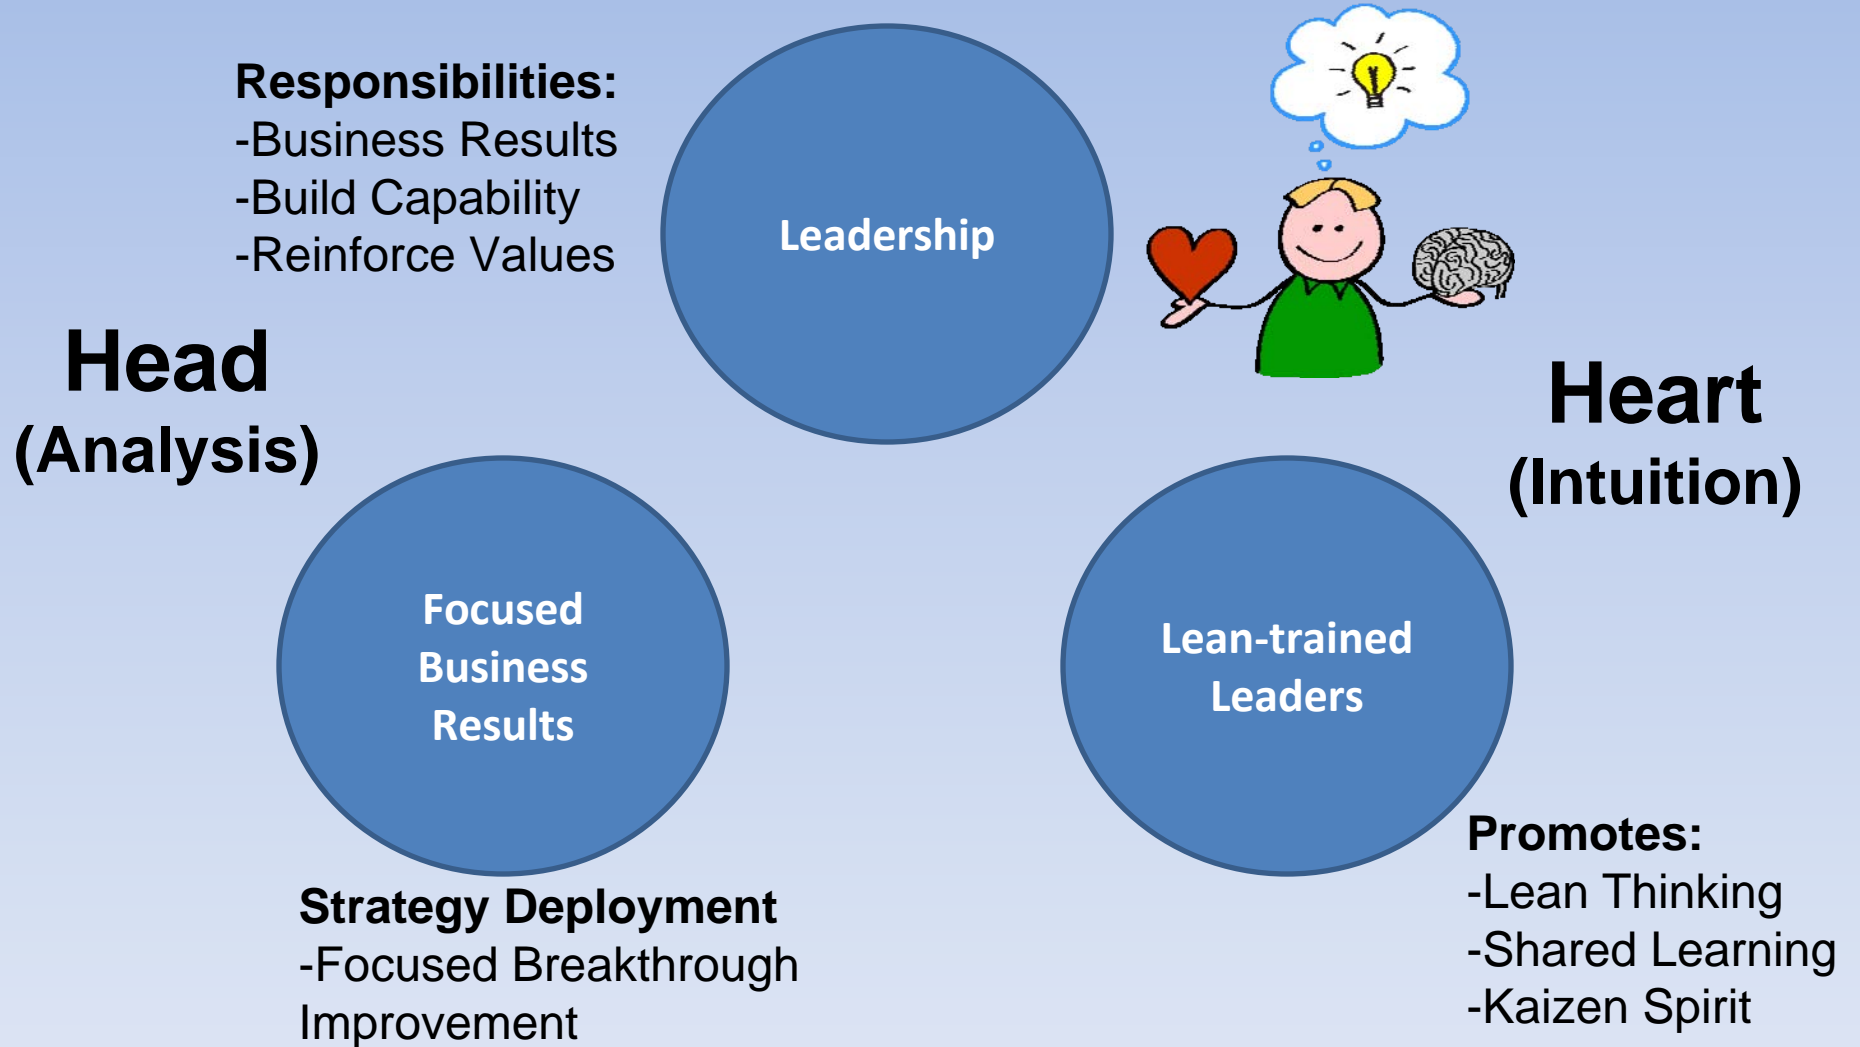 Responsibilities:
-Business Results
-Build Capability
-Reinforce Values
Leadership
Head
(Analysis)
Heart
(Intuition)
Focused
Business
Results
Lean-trained
Leaders
Strategy Deployment
-Focused Breakthrough
Improvement
Promotes:
-Lean Thinking
-Shared Learning
-Kaizen Spirit